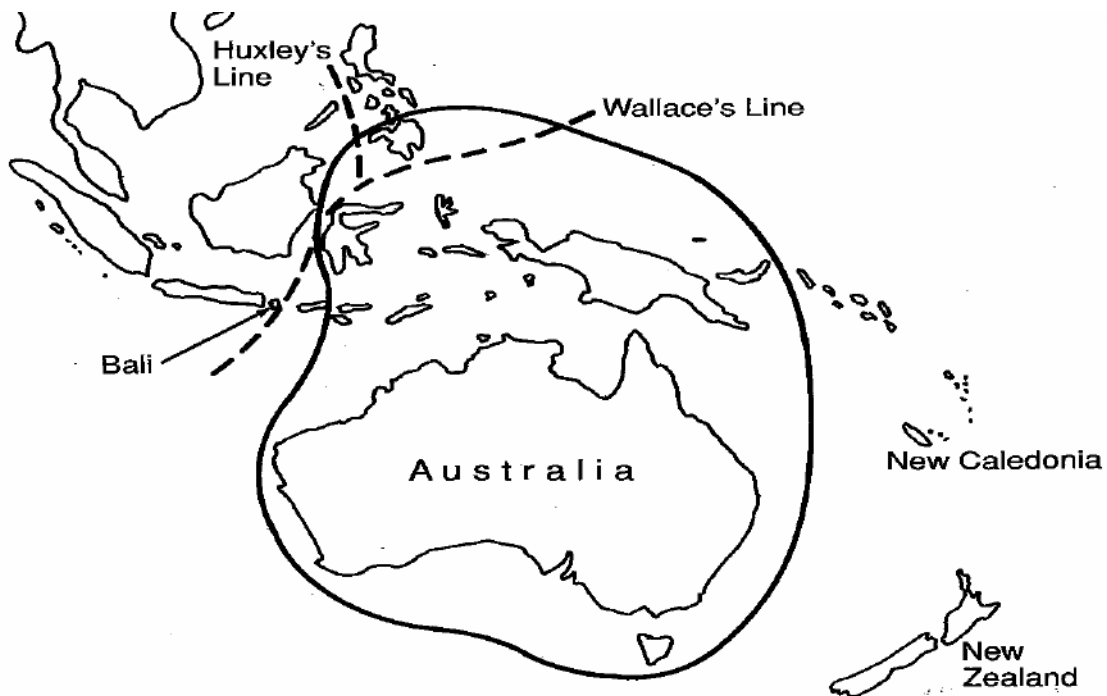 Huxley's
Line
Wallace's Line
Bali
Australia
New Caledonia
New
Zealand